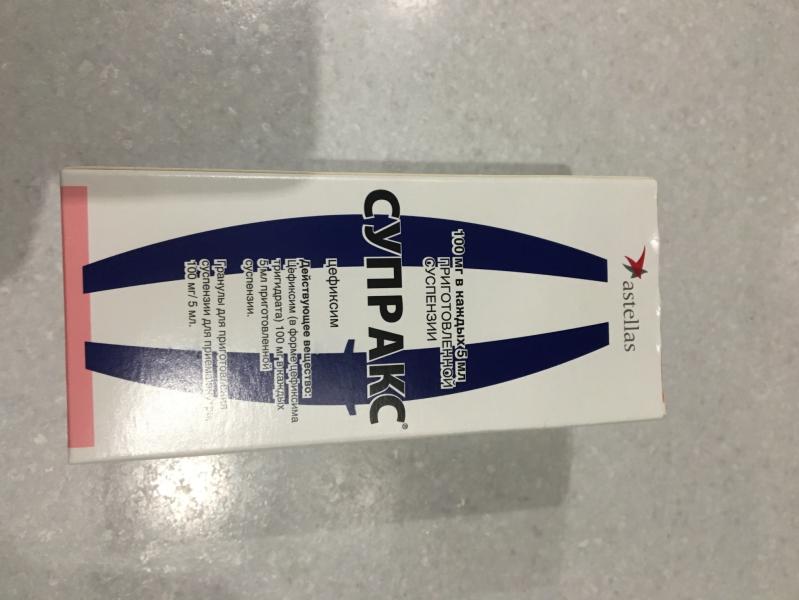 astellas
100 мг в каждых 5 мл
ПРИГОТОВЛЕННОЙ
СУСПЕНЗИИ
СУПРАКС®
цефиксим
Действующее вещество:
Цефиксим (в форме цефиксима
тригидрата) 100 мг в каждых
5 мл приготовленной
суспензии.
Гранулы для приготовления
суспензии для приема
100 мг/ 5 мл.